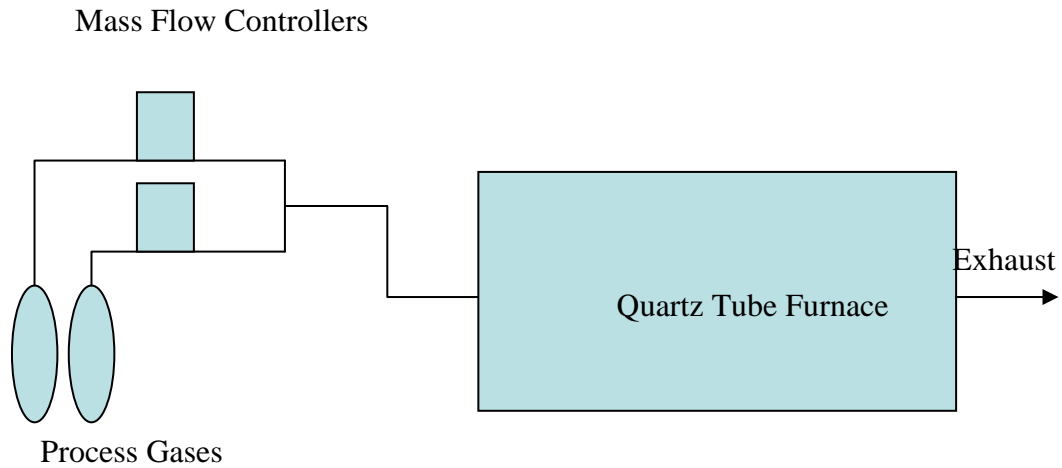 Mass Flow Controllers
Exhaust
Quartz Tube Furnace
Process Gases